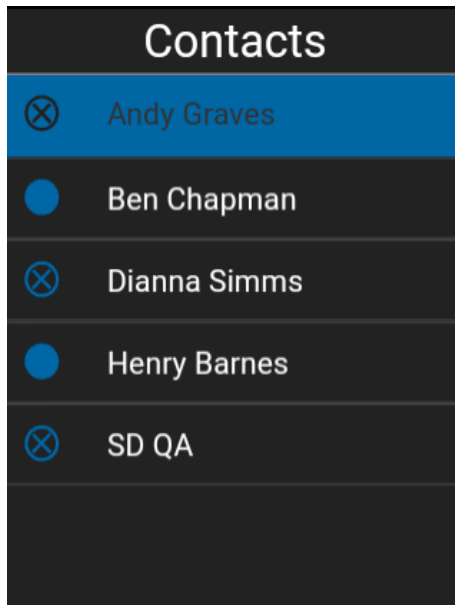 Contacts
Andy Graves
Ben Chapman
Dianna Simms
Henry Barnes
SD QA